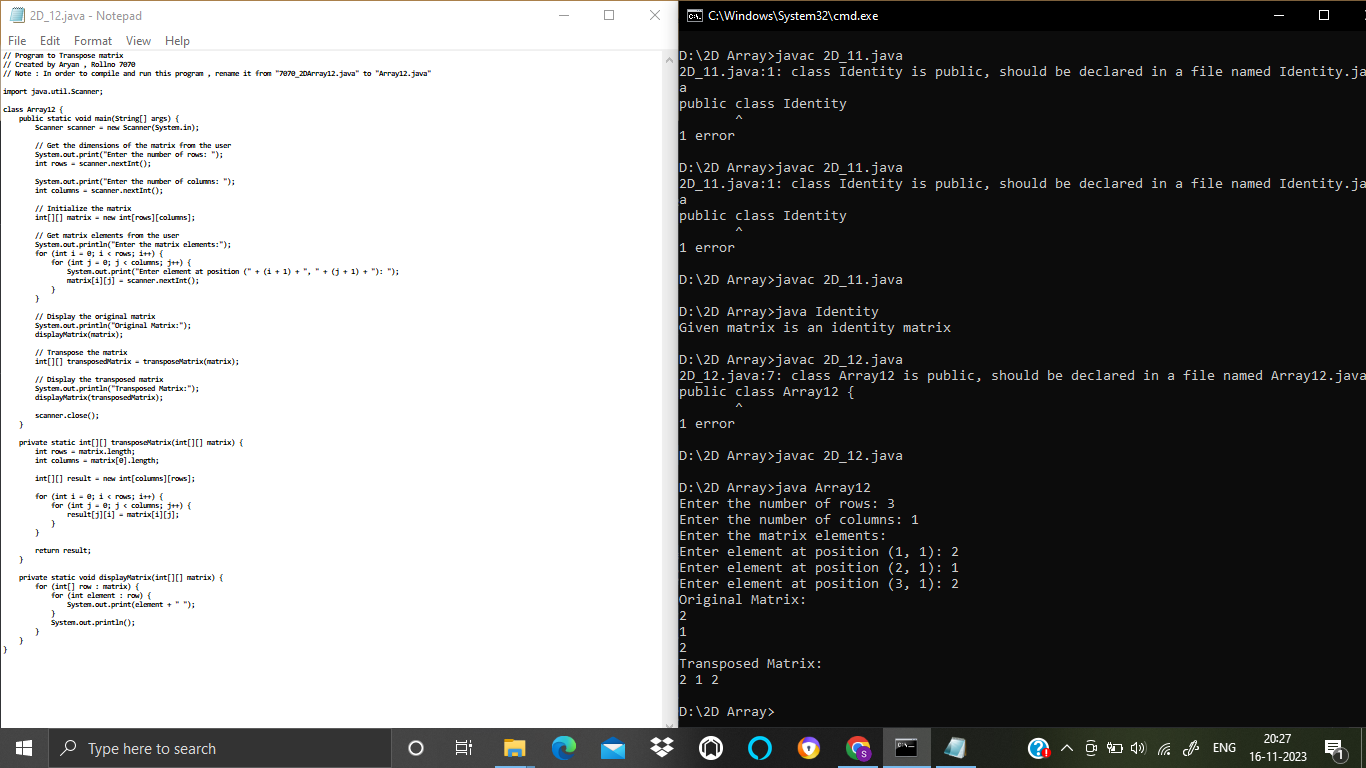 2D_12.java - Notepad
File Edit Format View Help
// Program to Transpose matrix
// Created by Aryan , Rollno 7070
// Note : In order to compile and run this program , rename it from "7070_2DArray12.java" to "Array12.java"
import java.util.Scanner;
class Array12 {
    public static void main(String[] args) {
        Scanner scanner = new Scanner(System.in);
        // Get the dimensions of the matrix from the user
        System.out.print("Enter the number of rows: ");
        int rows = scanner.nextInt();
        System.out.print("Enter the number of columns: ");
        int columns = scanner.nextInt();
        // Initialize the matrix
        int[][] matrix = new int[rows][columns];
        // Get matrix elements from the user
        System.out.println("Enter the matrix elements:");
        for (int i = 0; i < rows; i++) {
            for (int j = 0; j < columns; j++) {
                System.out.print("Enter element at position (" + (i + 1) + ", " + (j + 1) + "): ");
                matrix[i][j] = scanner.nextInt();
            }
        }
        // Display the original matrix
        System.out.println("Original Matrix:");
        displayMatrix(matrix);
        // Transpose the matrix
        int[][] transposedMatrix = transposeMatrix(matrix);
        // Display the transposed matrix
        System.out.println("Transposed Matrix:");
        displayMatrix(transposedMatrix);
        scanner.close();
    }
    private static int[][] transposeMatrix(int[][] matrix) {
        int rows = matrix.length;
        int columns = matrix[0].length;
        int[][] result = new int[columns][rows];
        for (int i = 0; i < rows; i++) {
            for (int j = 0; j < columns; j++) {
                result[j][i] = matrix[i][j];
            }
        }
        return result;
    }
    private static void displayMatrix(int[][] matrix) {
        for (int[] row : matrix) {
            for (int element : row) {
                System.out.print(element + " ");
            }
            System.out.println();
        }
    }
}
C:\Windows\System32\cmd.exe
D:\2D Array>javac 2D_11.java
2D_11.java:1: class Identity is public, should be declared in a file named Identity.ja
a
public class Identity
       ^
1 error
D:\2D Array>javac 2D_11.java
2D_11.java:1: class Identity is public, should be declared in a file named Identity.ja
a
public class Identity
       ^
1 error
D:\2D Array>javac 2D_11.java
D:\2D Array>java Identity
Given matrix is an identity matrix
D:\2D Array>javac 2D_12.java
2D_12.java:7: class Array12 is public, should be declared in a file named Array12.java
public class Array12 {
       ^
1 error
D:\2D Array>javac 2D_12.java
D:\2D Array>java Array12
Enter the number of rows: 3
Enter the number of columns: 1
Enter the matrix elements:
Enter element at position (1, 1): 2
Enter element at position (2, 1): 1
Enter element at position (3, 1): 2
Original Matrix:
2
1
2
Transposed Matrix:
2 1 2
D:\2D Array>
Type here to search
ENG
20:27
16-11-2023
1